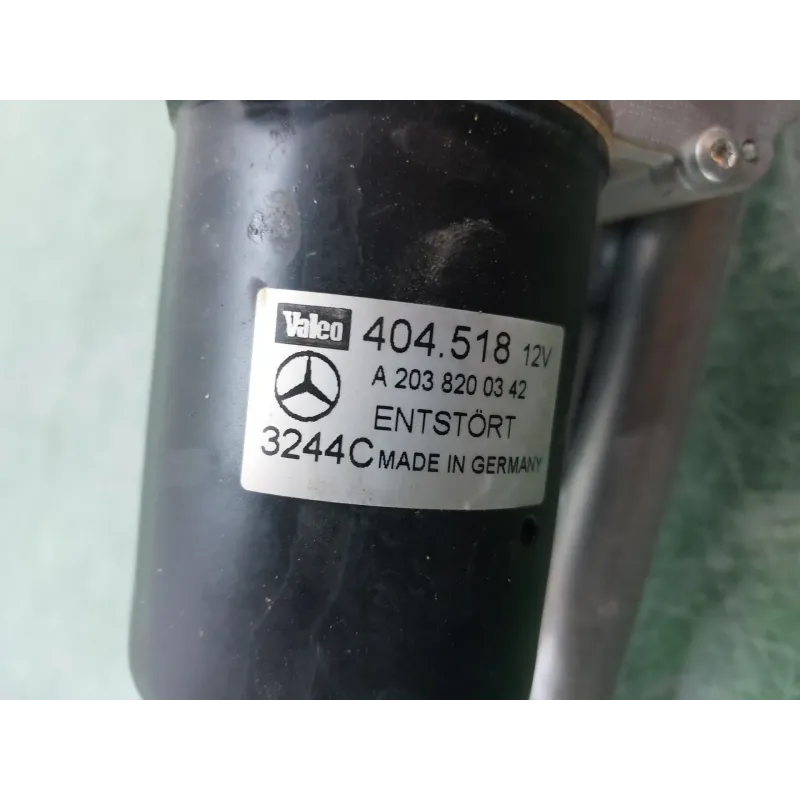 Valeo 404.518 12V
A 203 820 03 42
ENTSTÖRT
3244C MADE IN GERMANY